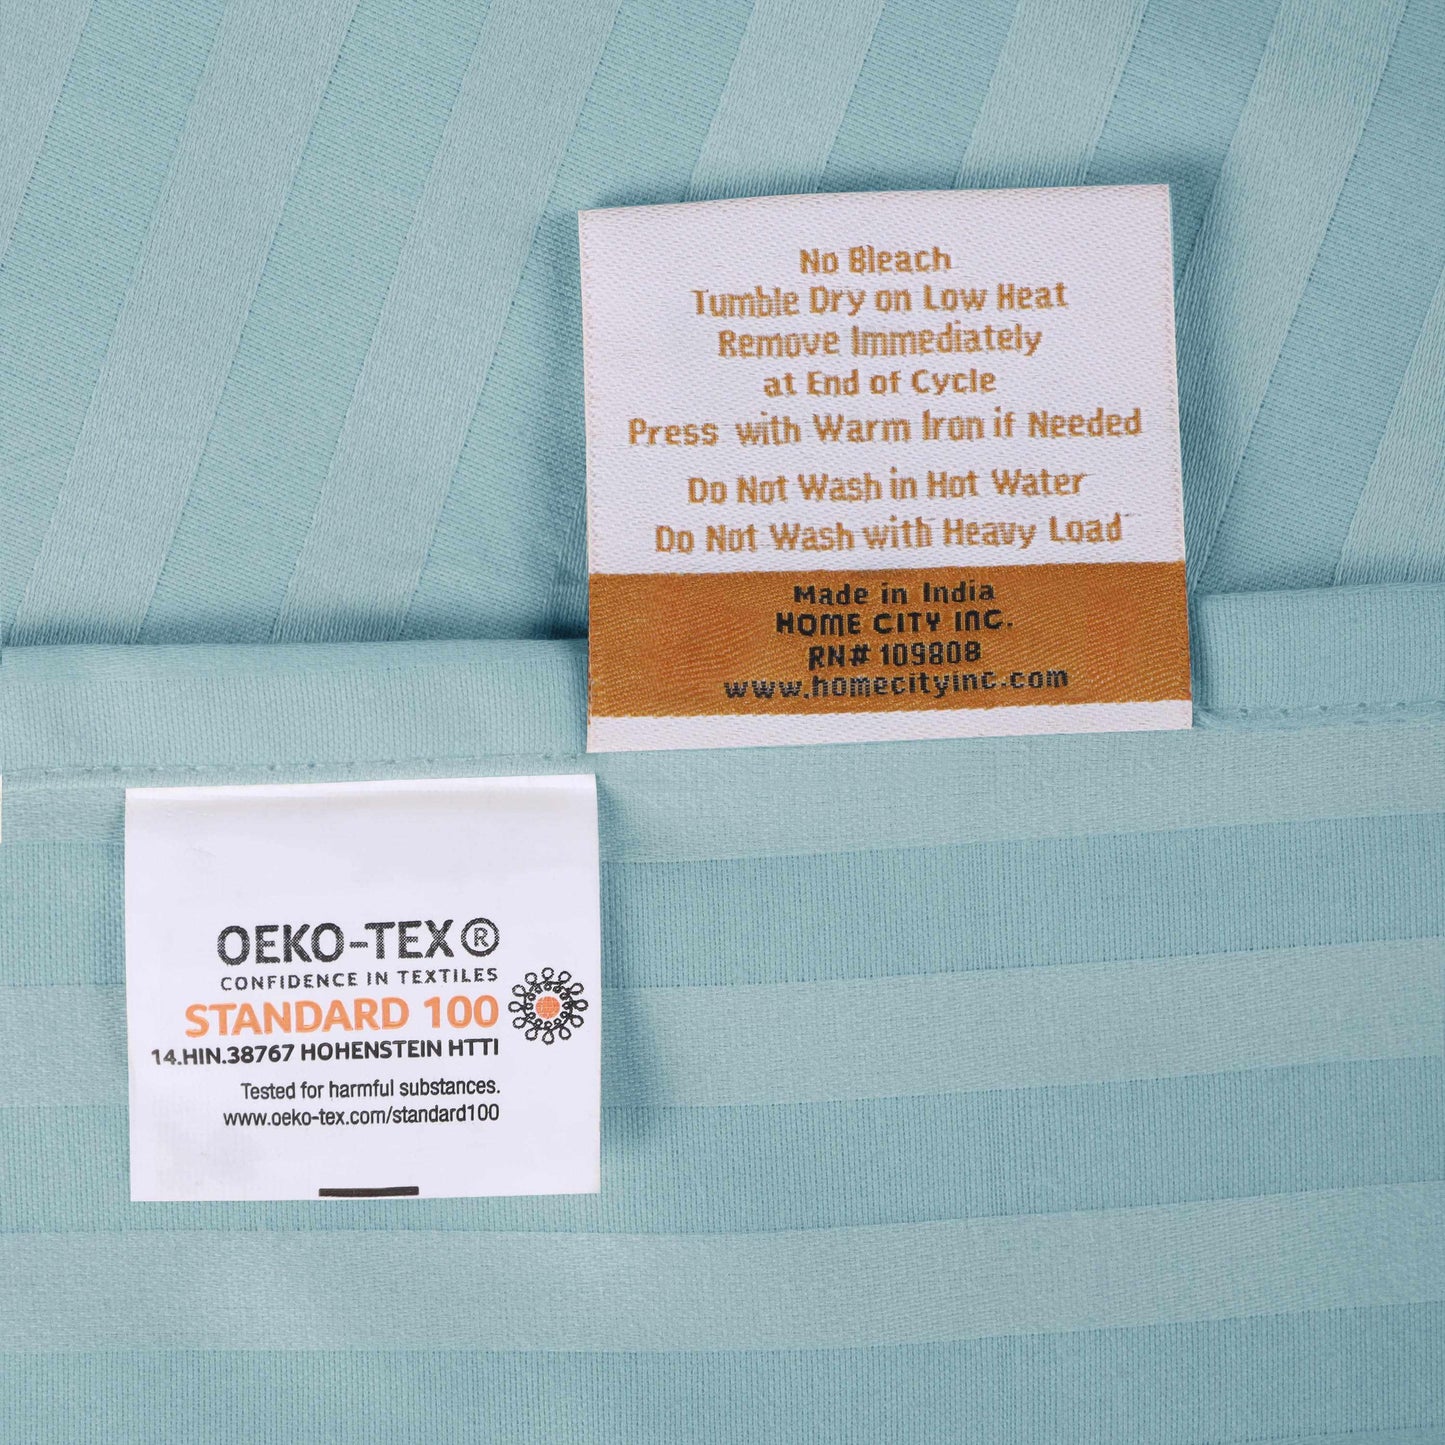 No Bleach
Tumble Dry on Low Heat
Remove Immediately
at End of Cycle
Press with Warm Iron if Needed
Do Not Wash in Hot Water
Do Not Wash with Heavy Load
Made in India
HOME CITY INC.
RN# 109808
www.homecityinc.com
OEKO-TEX®
CONFIDENCE IN TEXTILES
STANDARD 100
14.HIN.38767 HOHENSTEIN HTTI
Tested for harmful substances.
www.oeko-tex.com/standard100